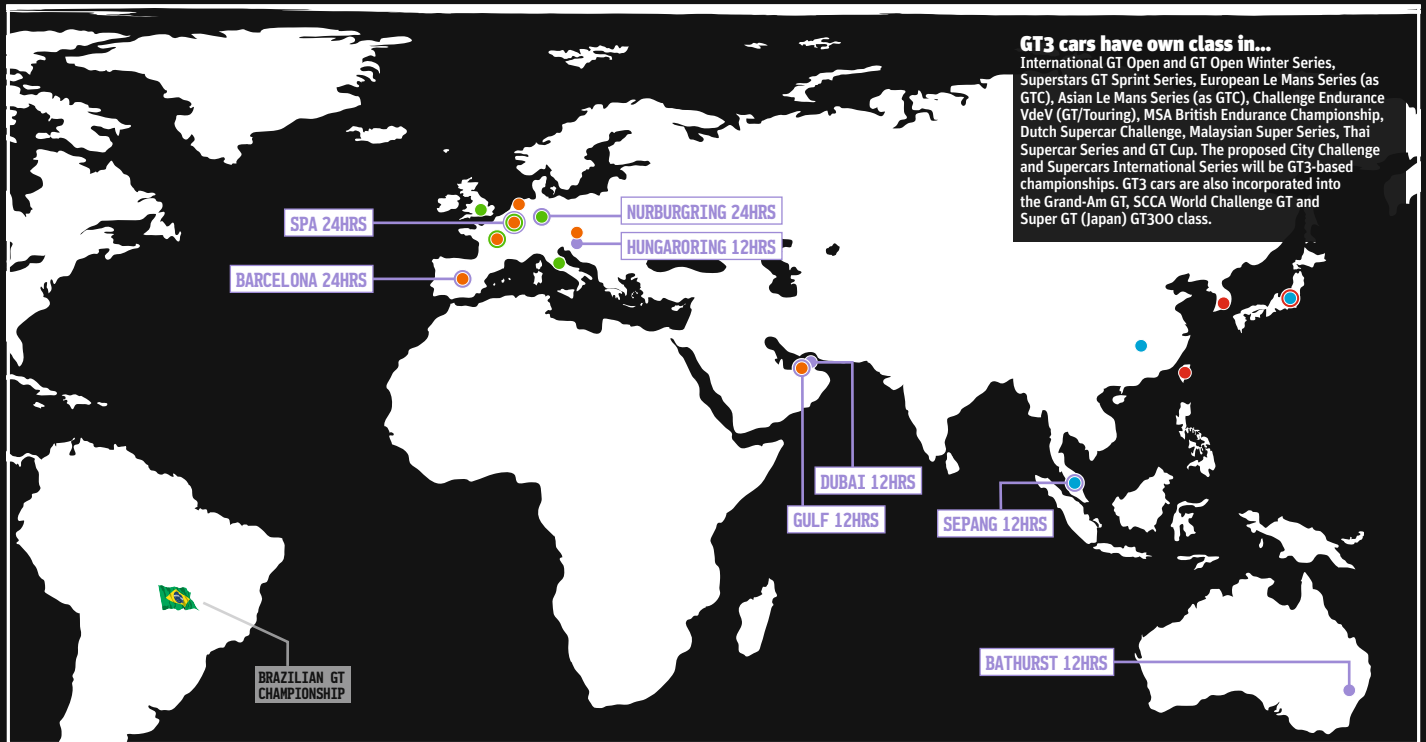 GT3 cars have own class in...
International GT Open and GT Open Winter Series,
Superstars GT Sprint Series, European Le Mans Series (as
GTC), Asian Le Mans Series (as GTC), Challenge Endurance
VdeV (GT/Touring), MSA British Endurance Championship,
Dutch Supercar Challenge, Malaysian Super Series, Thai
Supercar Series and GT Cup. The proposed City Challenge
and Supercars International Series will be GT3-based
championships. GT3 cars are also incorporated into
the Grand-Am GT, SCCA World Challenge GT and
Super GT (Japan) GT300 class.
SPA 24HRS
NURBURGRING 24HRS
HUNGARORING 12HRS
BARCELONA 24HRS
DUBAI 12HRS
GULF 12HRS
SEPANG 12HRS
BATHURST 12HRS
BRAZILIAN GT
CHAMPIONSHIP